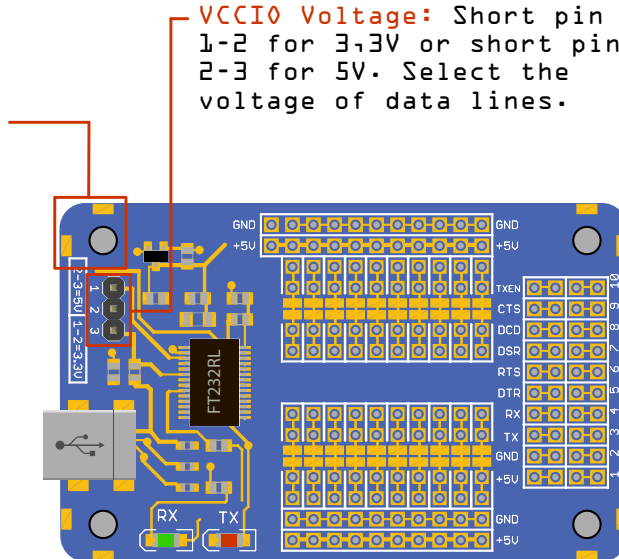 VCCIO Voltage: Short pin
1-2 for 3,3V or short pin
2-3 for 5V. Select the
voltage of data lines.
GND
GND
+5V
+5V
2-3=5V
1-2=3.3V
1
2
3
TXEN
CTS
DCD
DSR
RTS
DTR
RX
TX
GND
+5V
10
9
8
7
6
5
4
3
2
1
FT232RL
RX
TX
GND
+5V